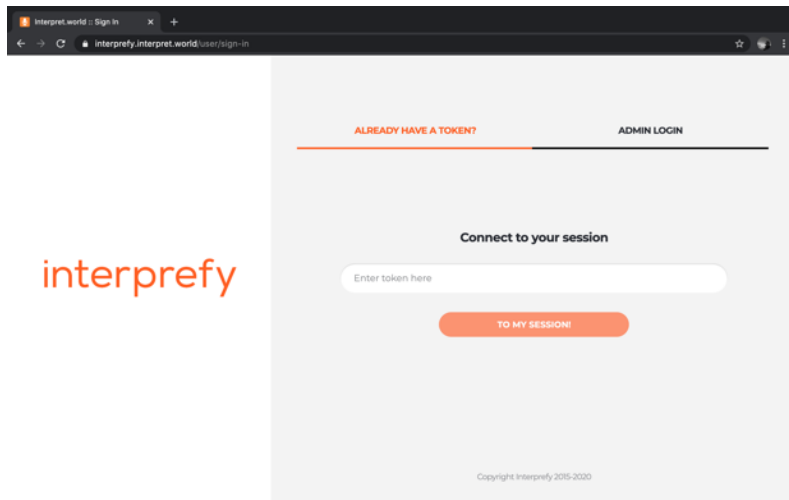 Interpret.world :: Sign In
interprefy.interpret.world/user/sign-in
ALREADY HAVE A TOKEN?
ADMIN LOGIN
Connect to your session
interprefy
Enter token here
TO MY SESSION!
Copyright Interprefy 2015-2020